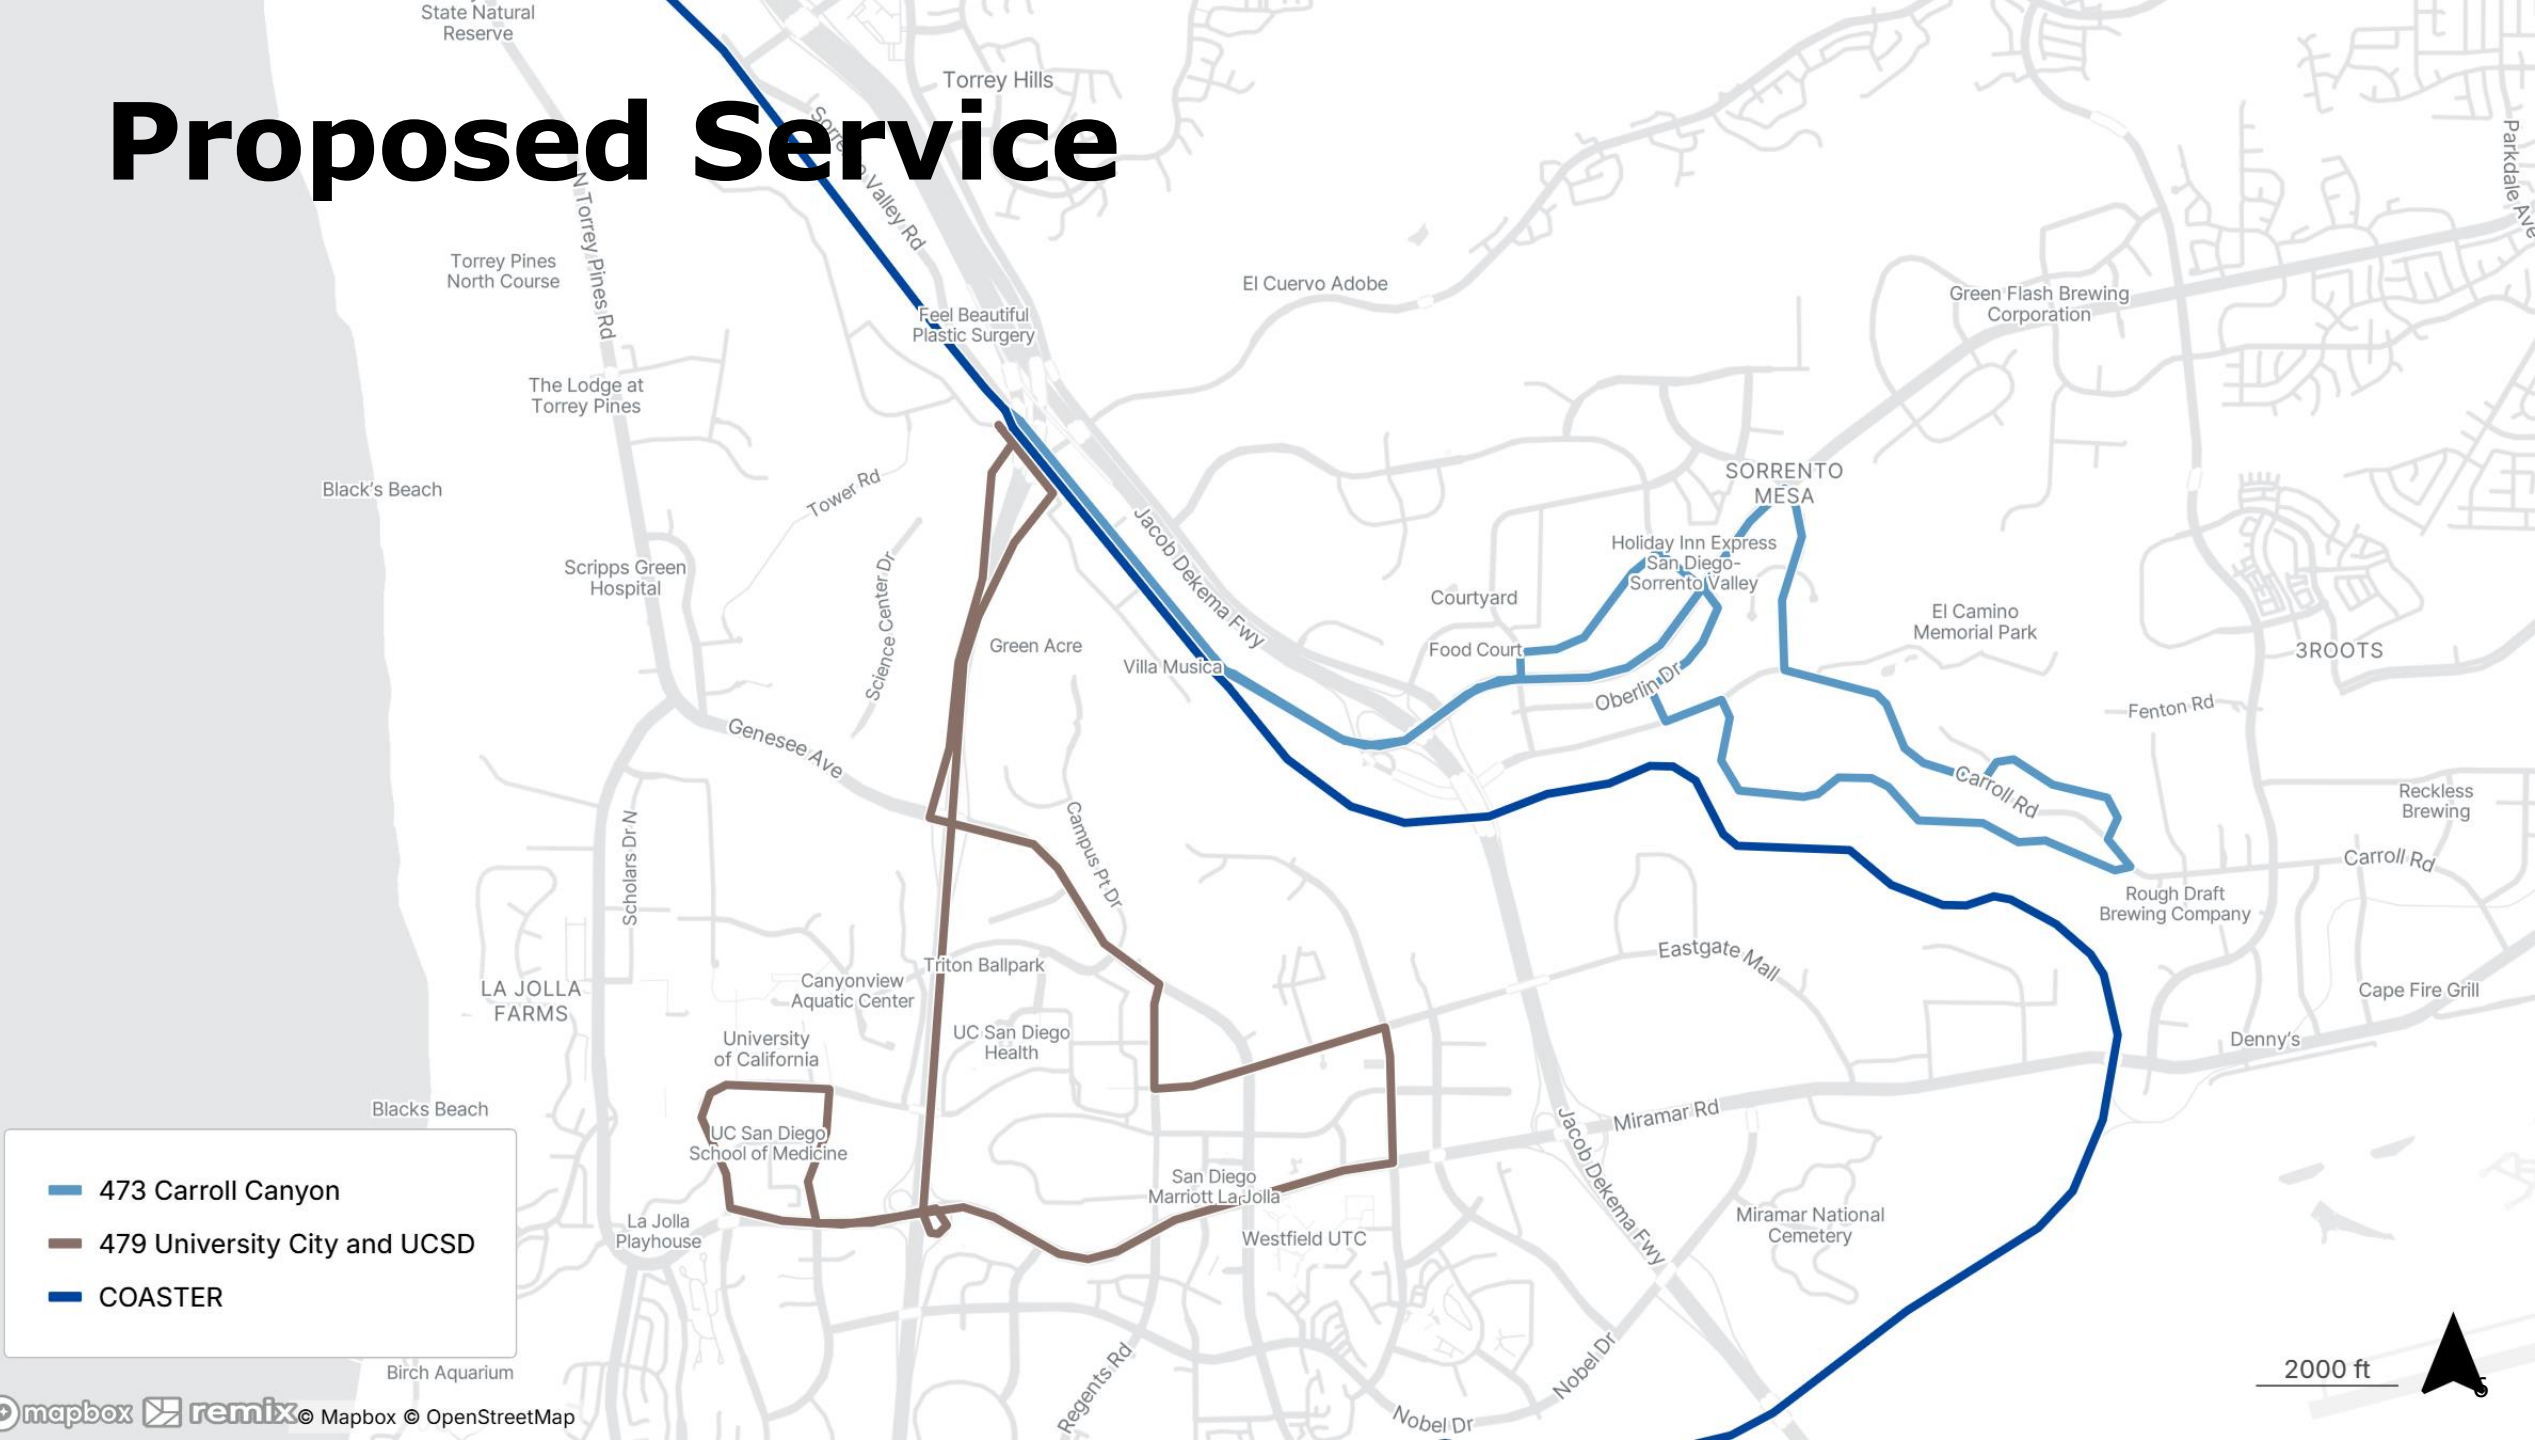 State Natural
Reserve
Torrey Hills
Proposed Service
Sorrento Valley Rd
N Torrey Pines Rd
Parkdale Ave
Torrey Pines
North Course
El Cuervo Adobe
Green Flash Brewing
Corporation
Feel Beautiful
Plastic Surgery
The Lodge at
Torrey Pines
Black's Beach
Tower Rd
SORRENTO
MESA
Jacob Dekema Fwy
Holiday Inn Express
San Diego-
Sorrento Valley
Scripps Green
Hospital
Science Center Dr
Courtyard
El Camino
Memorial Park
Green Acre
Food Court
3ROOTS
Villa Musica
Oberlin Dr
Fenton Rd
Genesee Ave
Carroll Rd
Reckless
Brewing
Scholars Dr N
Campus Pt Dr
Carroll Rd
Rough Draft
Brewing Company
Triton Ballpark
Eastgate Mall
Canyonview
Aquatic Center
LA JOLLA
FARMS
Cape Fire Grill
University
of California
UC San Diego
Health
Denny's
Blacks Beach
Miramar Rd
UC San Diego
School of Medicine
Jacob Dekema Fwy
San Diego
Marriott La Jolla
473 Carroll Canyon
La Jolla
Playhouse
Westfield UTC
Miramar National
Cemetery
479 University City and UCSD
COASTER
Birch Aquarium
Regents Rd
Nobel Dr
Nobel Dr
2000 ft
6
mapbox remix © Mapbox © OpenStreetMap